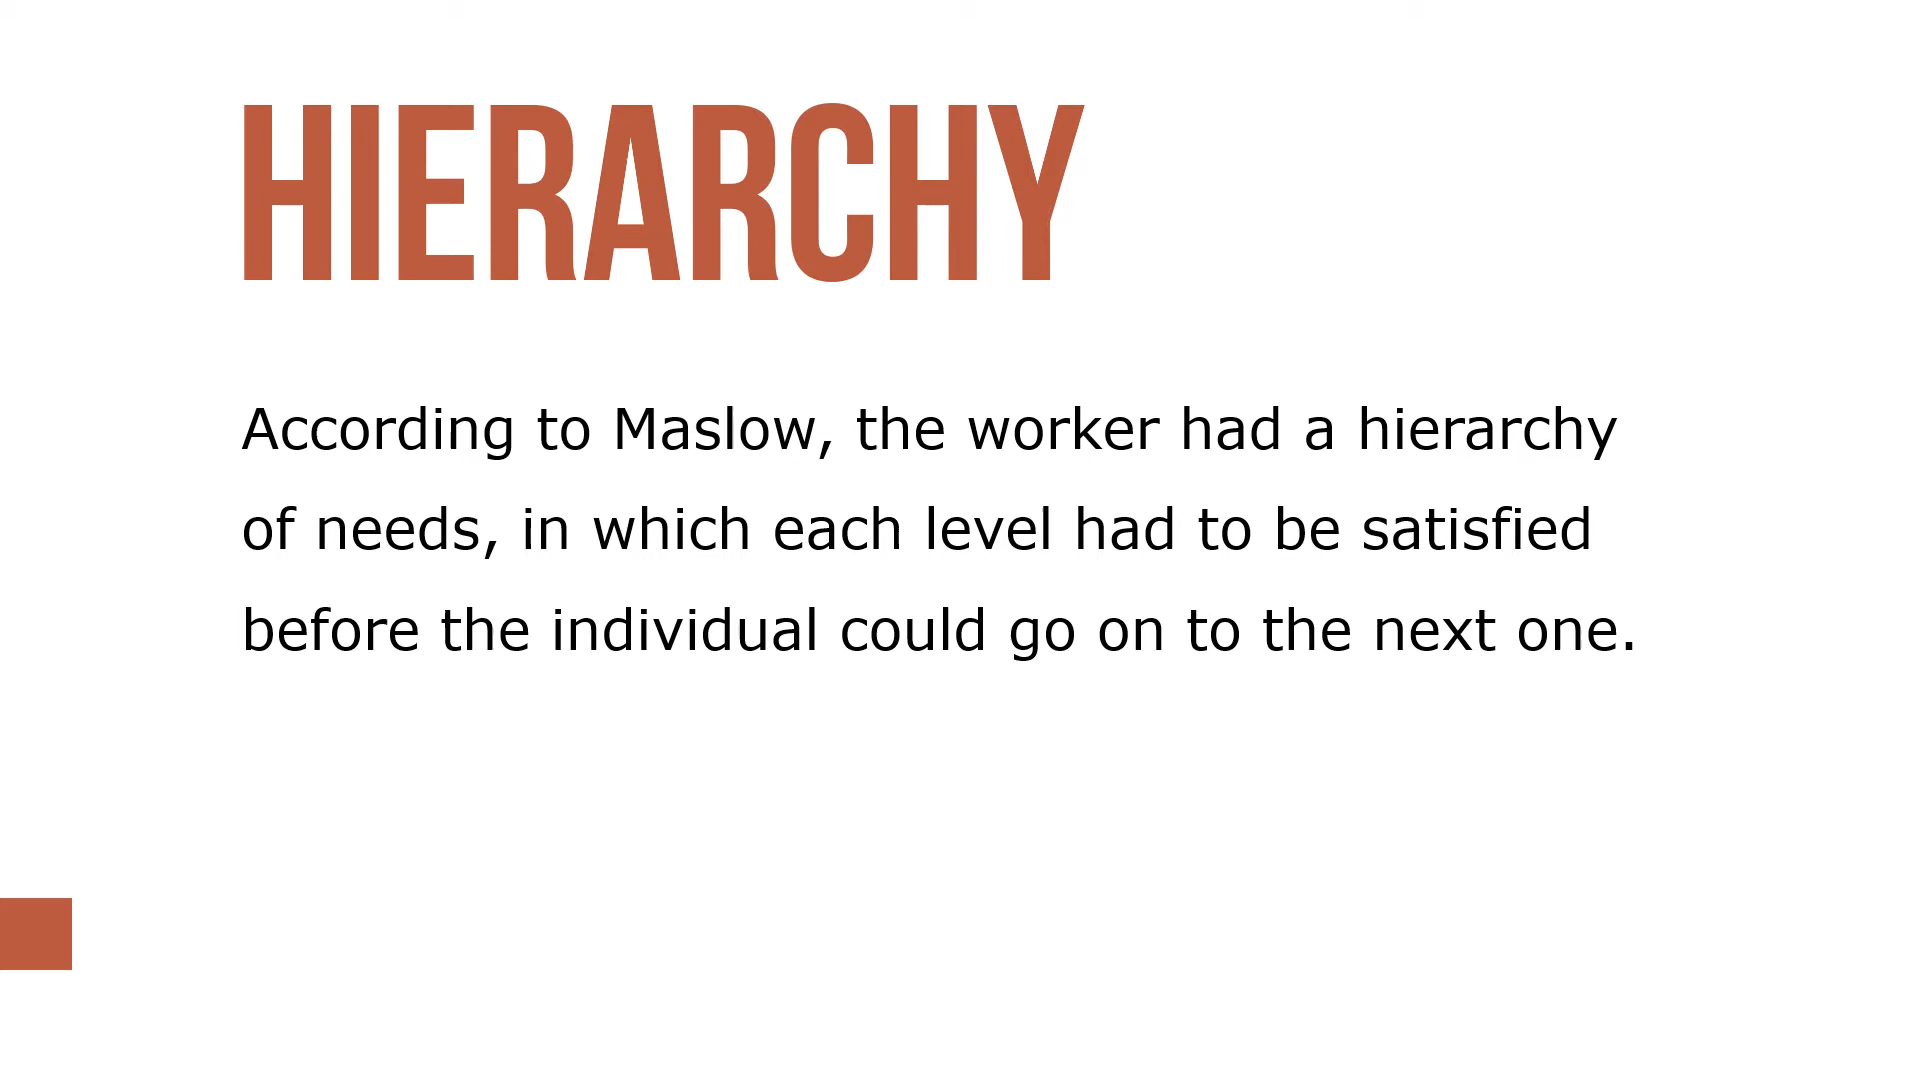 HIERARCHY
According to Maslow, the worker had a hierarchy
of needs, in which each level had to be satisfied
before the individual could go on to the next one.